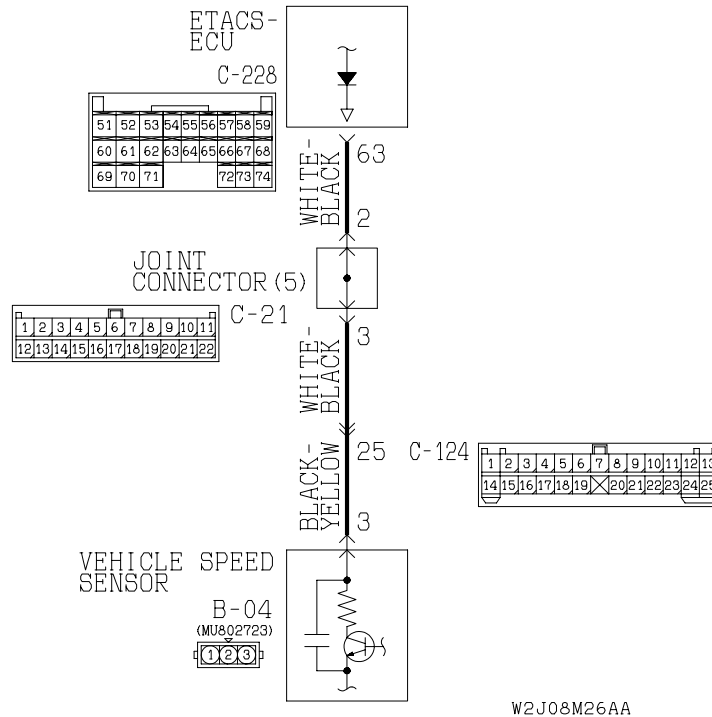 ETACS-
ECU
C-228
51 52 53 54 55 56 57 58 59
60 61 62 63 64 65 66 67 68
69 70 71 72 73 74
63
WHITE-
BLACK
2
JOINT
CONNECTOR (5)
C-21
1 2 3 4 5 6 7 8 9 10 11
12 13 14 15 16 17 18 19 20 21 22
3
WHITE-
BLACK
25
C-124
1 2 3 4 5 6 7 8 9 10 11 12 13
14 15 16 17 18 19 20 21 22 23 24 25
BLACK-
YELLOW
3
VEHICLE SPEED
SENSOR
B-04
(MU802723)
1 2 3
W2J08M26AA